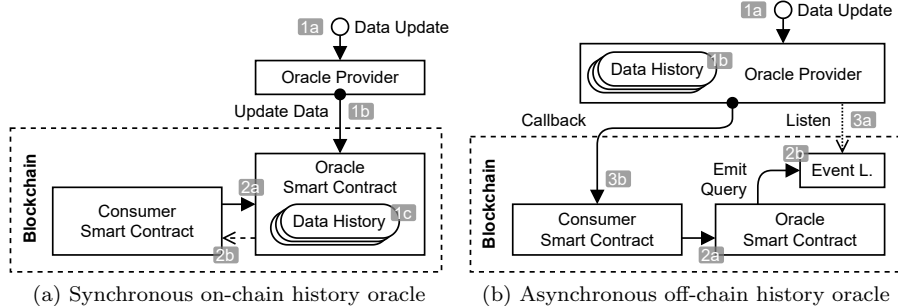 1a Data Update
Oracle Provider
Update Data 1b
Blockchain
Oracle
Smart Contract
2a
Consumer
Smart Contract
Data History 1c
2b
(a) Synchronous on-chain history oracle
1a Data Update
Data History 1b
Oracle Provider
Callback
Listen 3a
Blockchain
2b
Event L.
Emit
Query
3b
Consumer
Smart Contract
2a
Oracle
Smart Contract
(b) Asynchronous off-chain history oracle